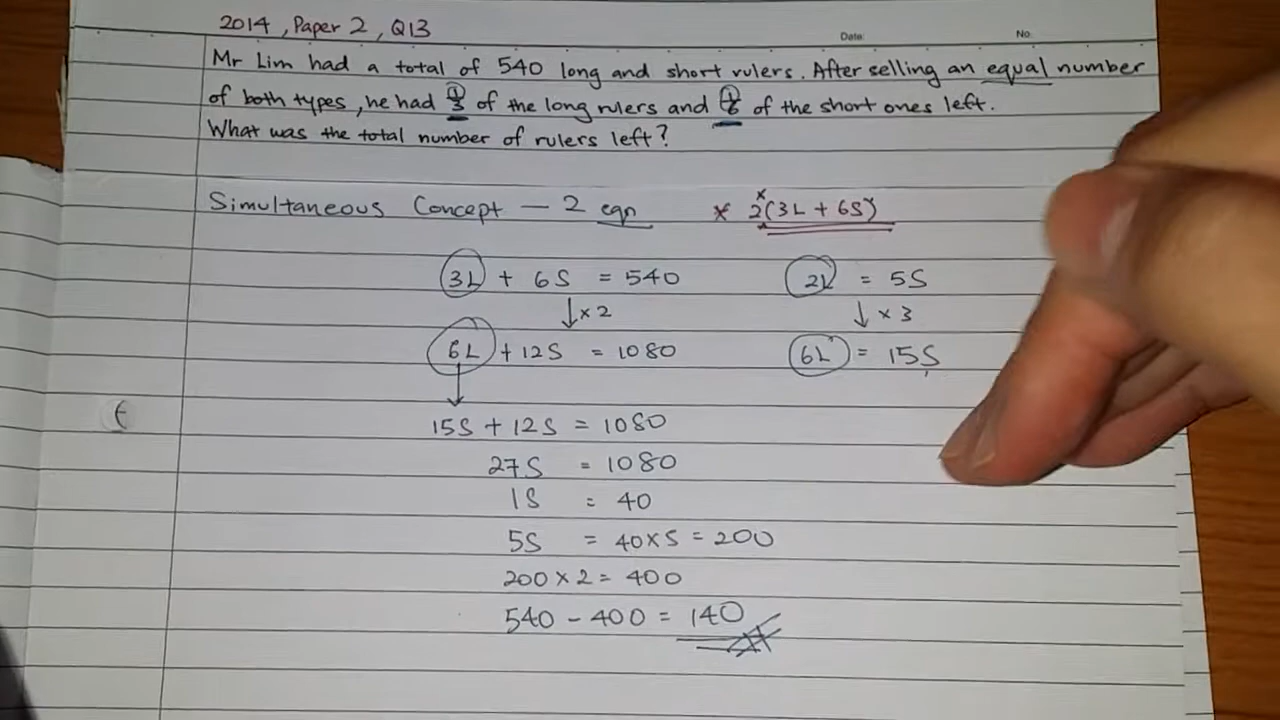 2014, Paper 2, Q13
Date: No.
Mr Lim had a total of 540 long and short rulers. After selling an equal number
of both types, he had 1/3 of the long rulers and 1/6 of the short ones left.
What was the total number of rulers left?
Simultaneous Concept — 2 eqn * 2(3L + 6S)
3L + 6S = 540 2L = 5S
↓ x 2 ↓ x 3
6L + 12S = 1080 6L = 15S
15S + 12S = 1080
27S = 1080
1S = 40
5S = 40 x 5 = 200
200 x 2 = 400
540 - 400 = 140